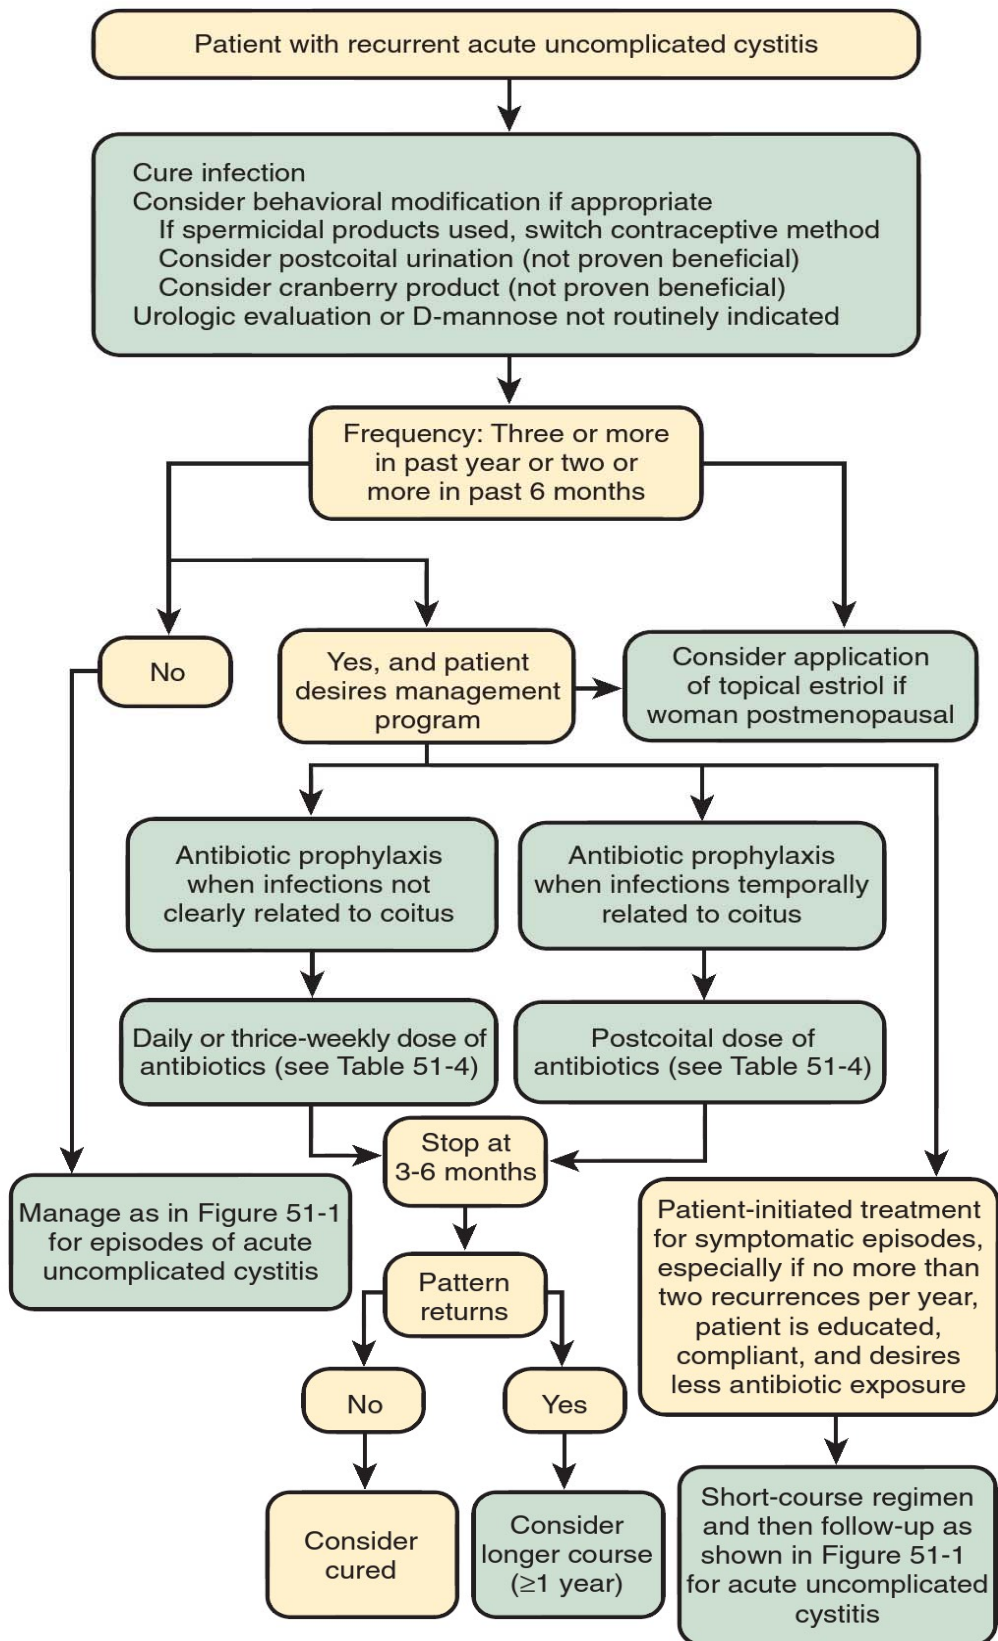 Patient with recurrent acute uncomplicated cystitis
Cure infection
Consider behavioral modification if appropriate
If spermicidal products used, switch contraceptive method
Consider postcoital urination (not proven beneficial)
Consider cranberry product (not proven beneficial)
Urologic evaluation or D-mannose not routinely indicated
Frequency: Three or more
in past year or two or
more in past 6 months
No
Yes, and patient
desires management
program
Consider application
of topical estriol if
woman postmenopausal
Antibiotic prophylaxis
when infections not
clearly related to coitus
Antibiotic prophylaxis
when infections temporally
related to coitus
Daily or thrice-weekly dose of
antibiotics (see Table 51-4)
Postcoital dose of
antibiotics (see Table 51-4)
Stop at
3-6 months
Manage as in Figure 51-1
for episodes of acute
uncomplicated cystitis
Patient-initiated treatment
for symptomatic episodes,
especially if no more than
two recurrences per year,
patient is educated,
compliant, and desires
less antibiotic exposure
Pattern
returns
No
Yes
Consider
cured
Consider
longer course
(≥1 year)
Short-course regimen
and then follow-up as
shown in Figure 51-1
for acute uncomplicated
cystitis